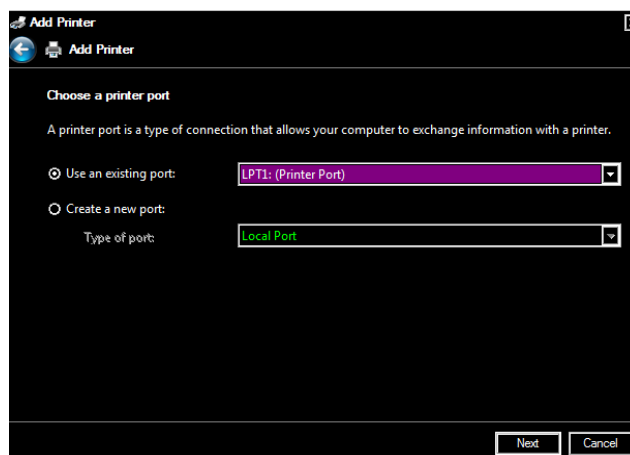 Add Printer
Add Printer
Choose a printer port
A printer port is a type of connection that allows your computer to exchange information with a printer.
Use an existing port: LPT1: (Printer Port)
Create a new port:
Type of port: Local Port
Next Cancel